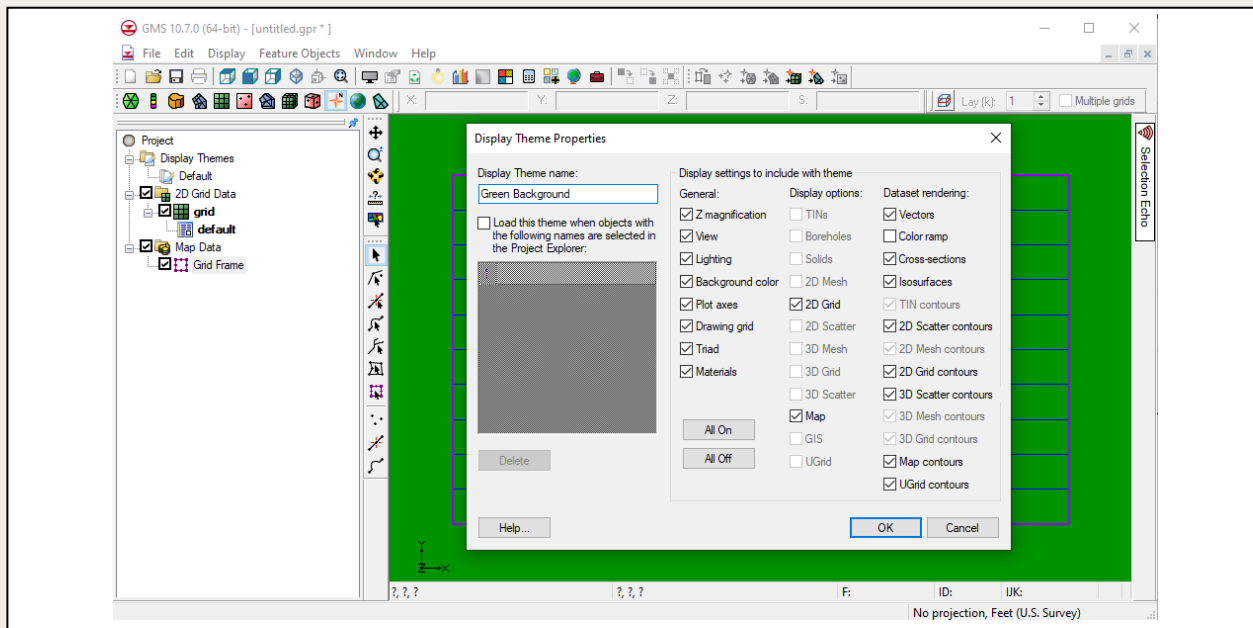 GMS 10.7.0 (64-bit) - [untitled.gpr * ]
File Edit Display Feature Objects Window Help
X: Y: Z: S: Lay (k): 1 Multiple grids
Project
Display Themes
Default
2D Grid Data
grid
default
Map Data
Grid Frame
-?-
Selection Echo
Display Theme Properties
Display Theme name:
Green Background
Load this theme when objects with
the following names are selected in
the Project Explorer:
1
Delete
Help...
Display settings to include with theme
General:
Z magnification
View
Lighting
Background color
Plot axes
Drawing grid
Triad
Materials
All On
All Off
Display options:
TINs
Boreholes
Solids
2D Mesh
2D Grid
2D Scatter
3D Mesh
3D Grid
3D Scatter
Map
GIS
UGrid
Dataset rendering:
Vectors
Color ramp
Cross-sections
Isosurfaces
TIN contours
2D Scatter contours
2D Mesh contours
2D Grid contours
3D Scatter contours
3D Mesh contours
3D Grid contours
Map contours
UGrid contours
OK Cancel
Y
Z X
?, ?, ? ?, ?, ? F: ID: IJK:
No projection, Feet (U.S. Survey)